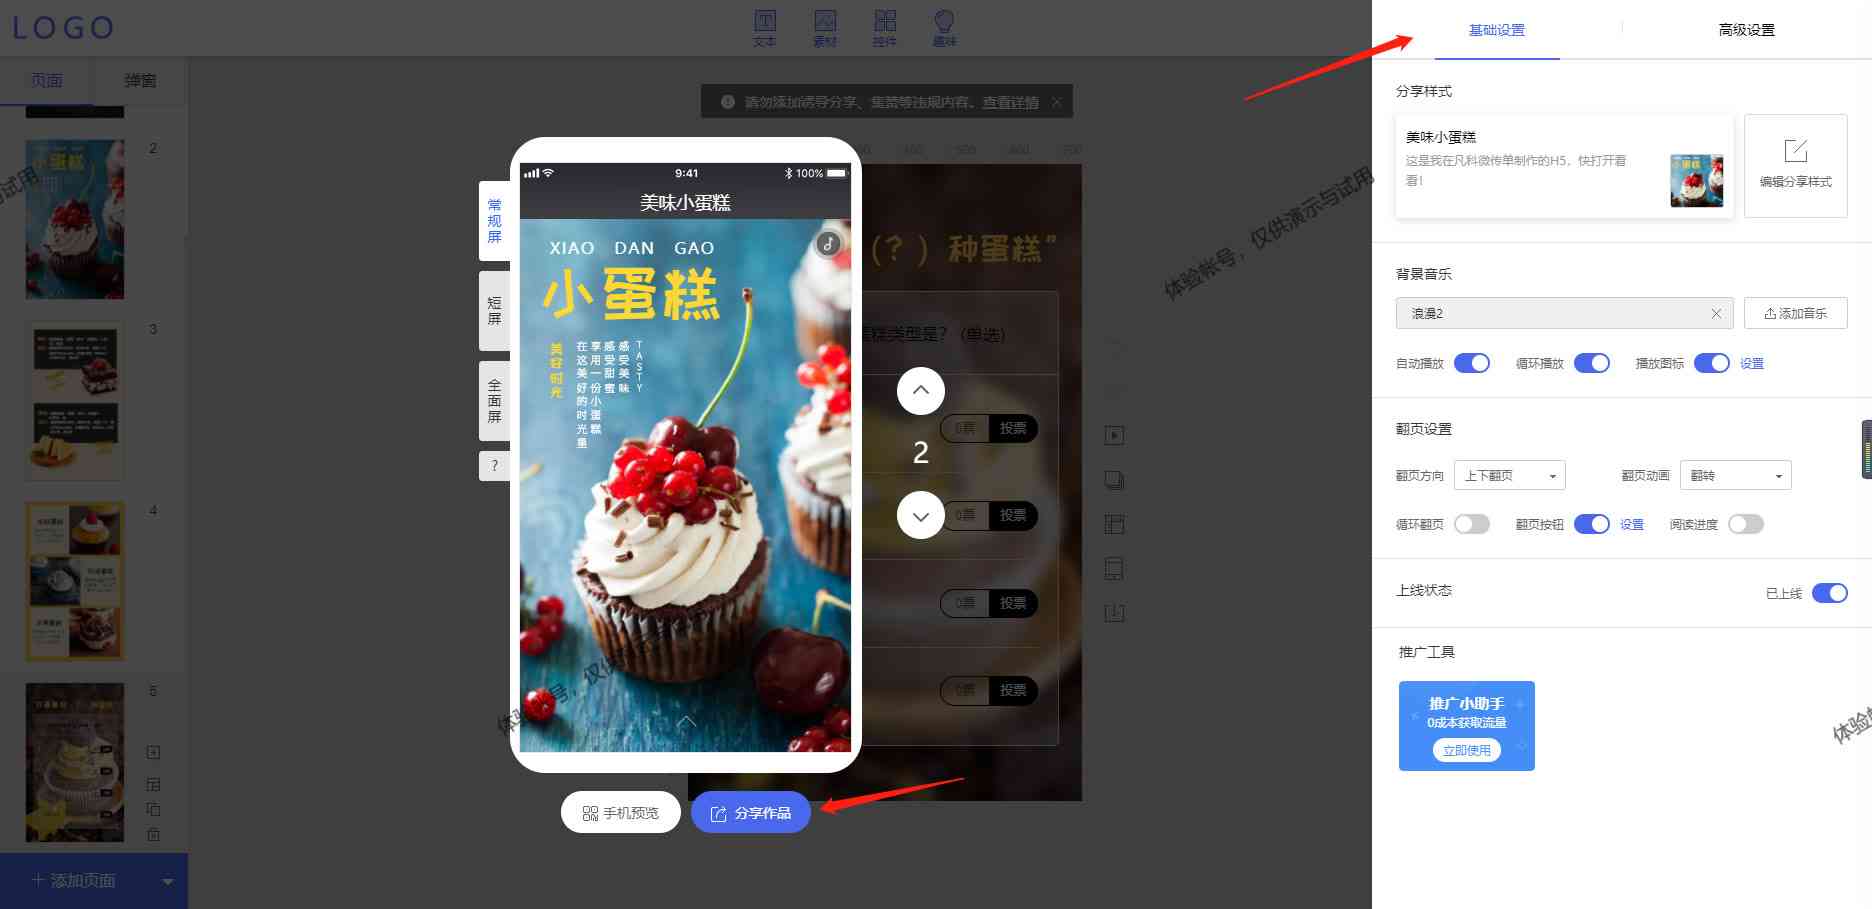 LOGO
文本
素材
控件
趣味
页面
弹窗
请勿添加诱导分享、集赞等违规内容。查看详情
2
3
4
5
添加页面
常规屏
短屏
全面屏
?
9:41
100%
美味小蛋糕
XIAO DAN GAO
小蛋糕
美好时光
在这美好的时光里
享用一份小蛋糕
感受甜蜜
感受美味
TASTY
(?)种蛋糕”
蛋糕类型是? (单选)
0票 投票
0票 投票
0票 投票
0票 投票
2
手机预览
分享作品
基础设置
高级设置
分享样式
美味小蛋糕
这是我在凡科微传单制作的H5，快打开看
看!
编辑分享样式
背景音乐
浪漫2
添加音乐
自动播放
循环播放
播放图标
设置
翻页设置
翻页方向
上下翻页
翻页动画
翻转
循环翻页
翻页按钮
设置
阅读进度
上线状态
已上线
推广工具
推广小助手
0成本获取流量
立即使用
体验帐号，仅供演示与试用